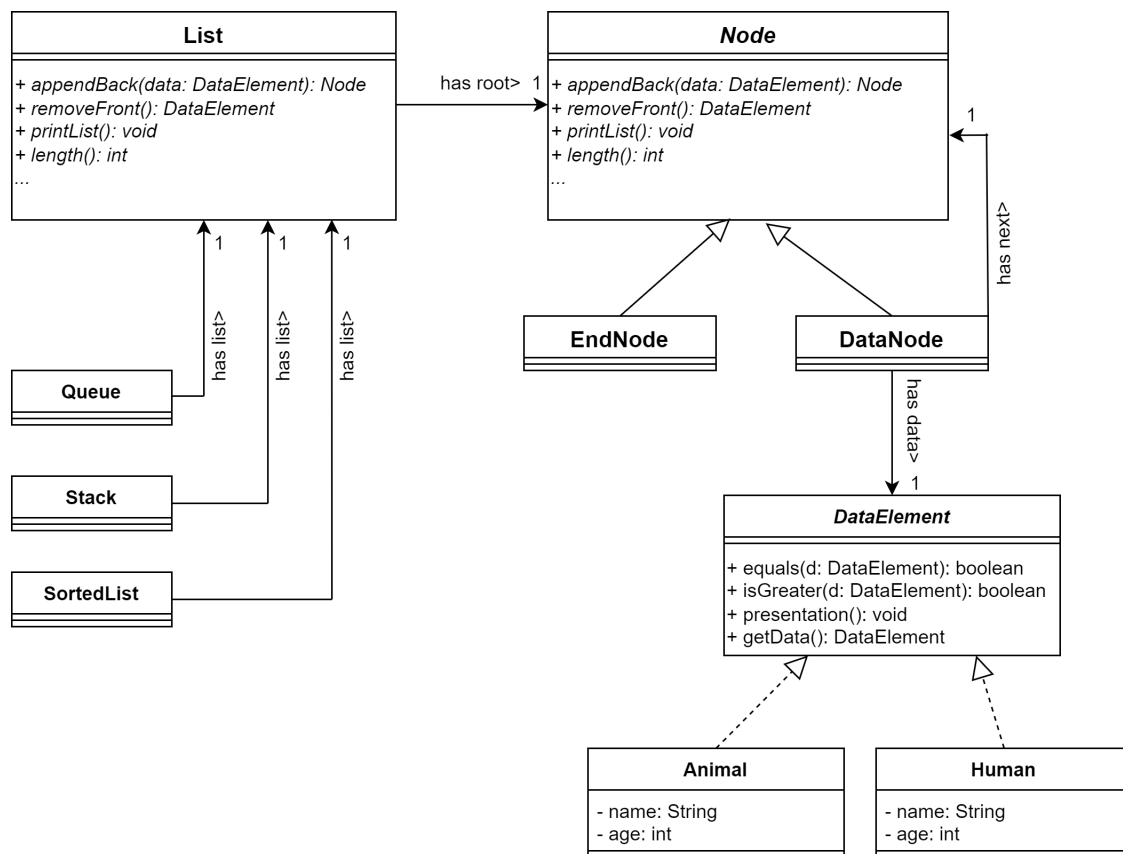 List
+ appendBack(data: DataElement): Node
+ removeFront(): DataElement
+ printList(): void
+ length(): int
...
has root> 1
Node
+ appendBack(data: DataElement): Node
+ removeFront(): DataElement
+ printList(): void
+ length(): int
...
1
has next>
1
1
1
has list>
has list>
has list>
EndNode
DataNode
Queue
Stack
SortedList
has data>
1
DataElement
+ equals(d: DataElement): boolean
+ isGreater(d: DataElement): boolean
+ presentation(): void
+ getData(): DataElement
Animal
- name: String
- age: int
Human
- name: String
- age: int